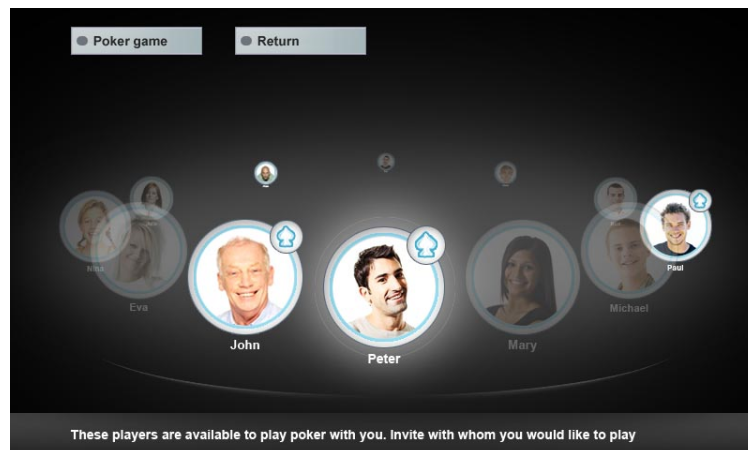 Poker game
Return
Nina
Eva
John
Peter
Mary
Michael
Paul
These players are available to play poker with you. Invite with whom you would like to play